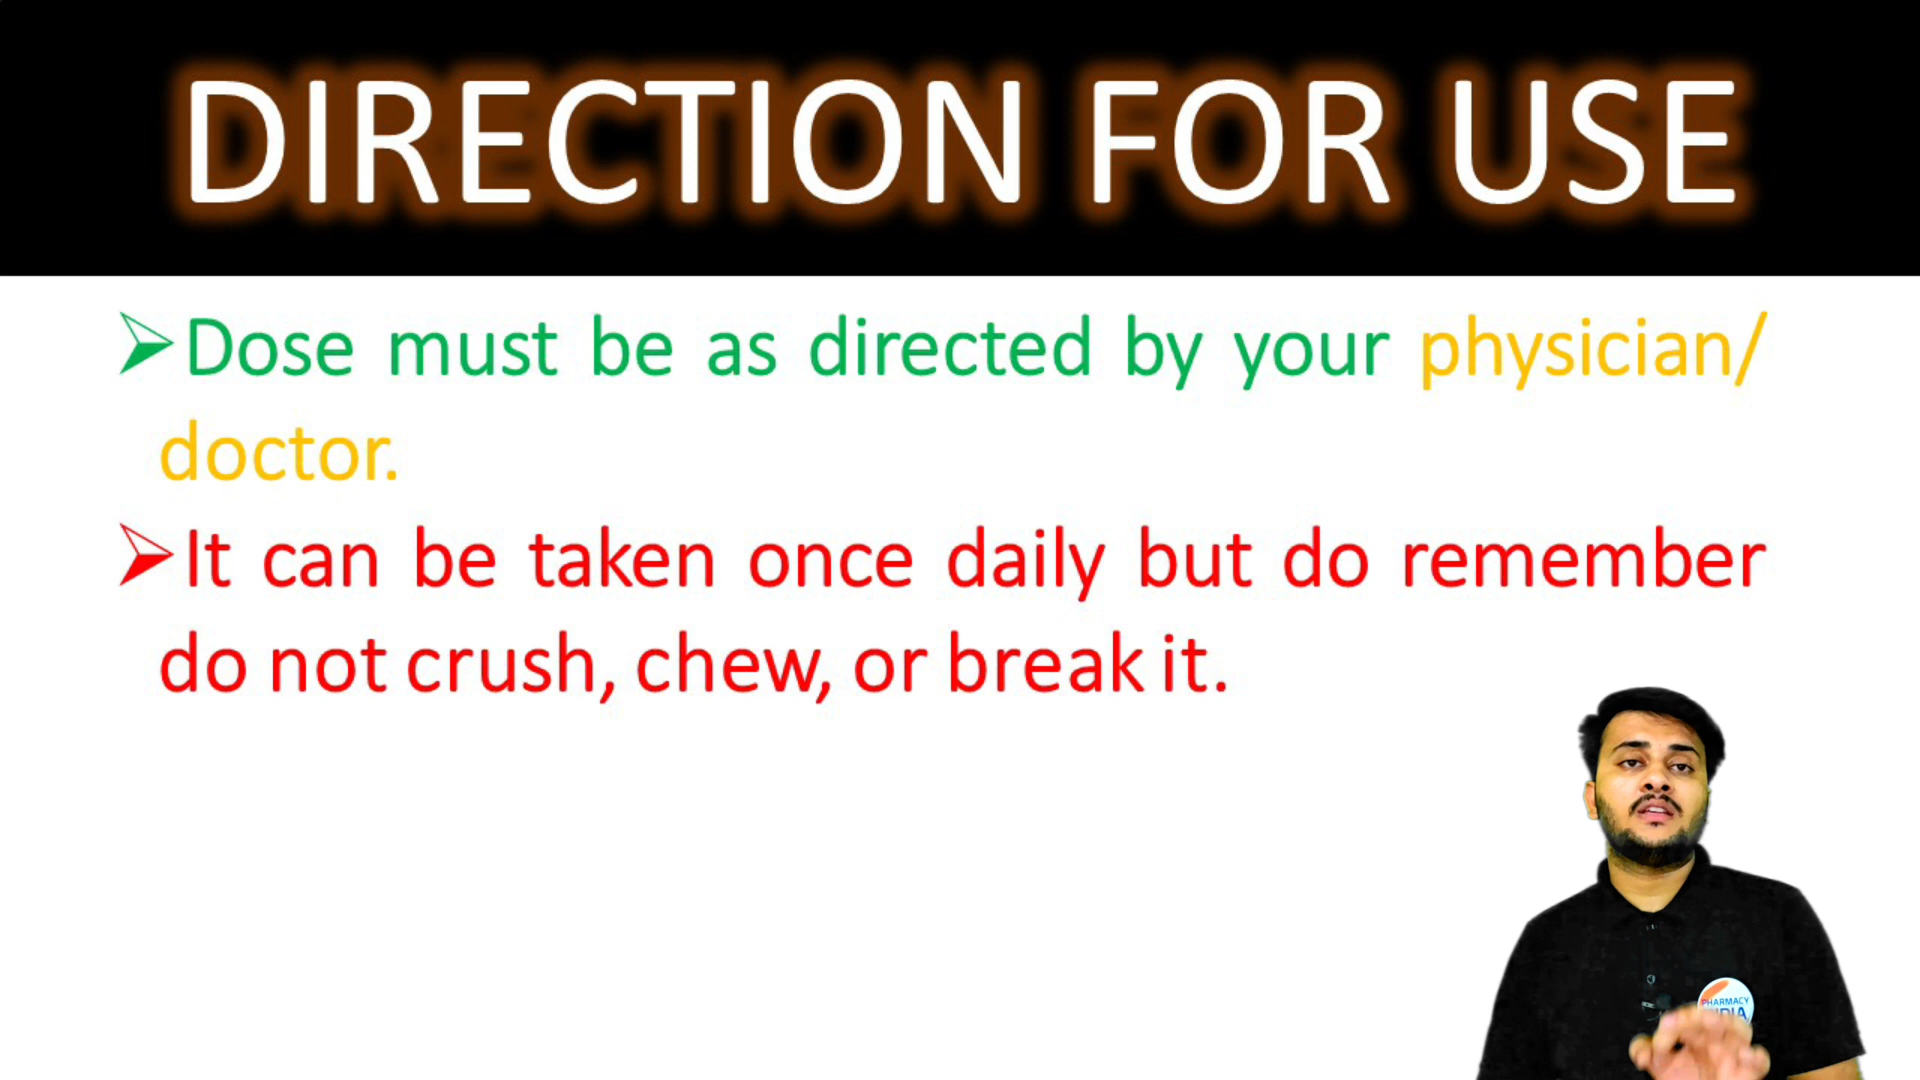 DIRECTION FOR USE
➢Dose must be as directed by your physician/
doctor.
➢It can be taken once daily but do remember
do not crush, chew, or break it.
PHARMACY